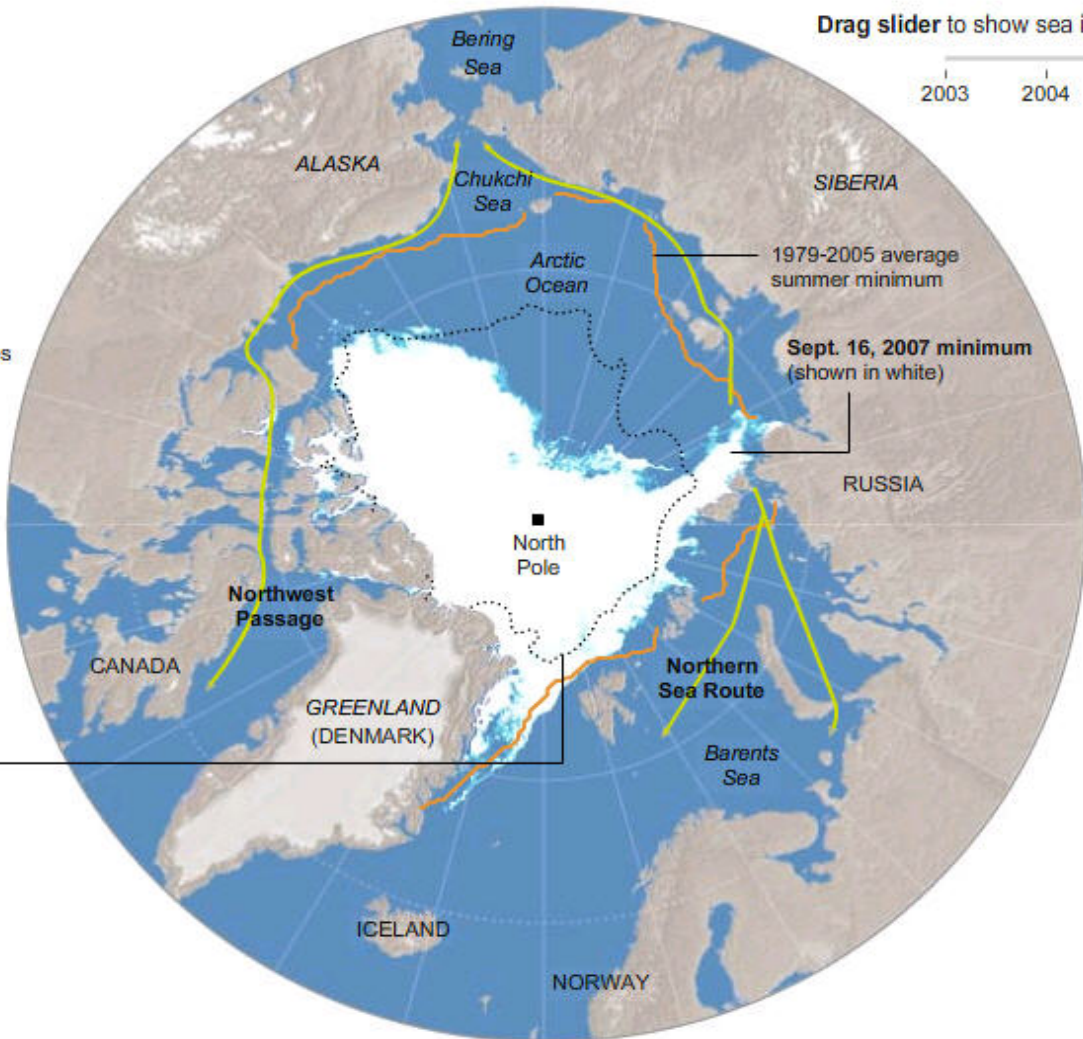 Drag slider to show sea i
2003 2004
Bering
Sea
ALASKA
Chukchi
Sea
SIBERIA
Arctic
Ocean
1979-2005 average
summer minimum
es
Sept. 16, 2007 minimum
(shown in white)
RUSSIA
North
Pole
Northwest
Passage
CANADA
Northern
Sea Route
GREENLAND
(DENMARK)
Barents
Sea
ICELAND
NORWAY